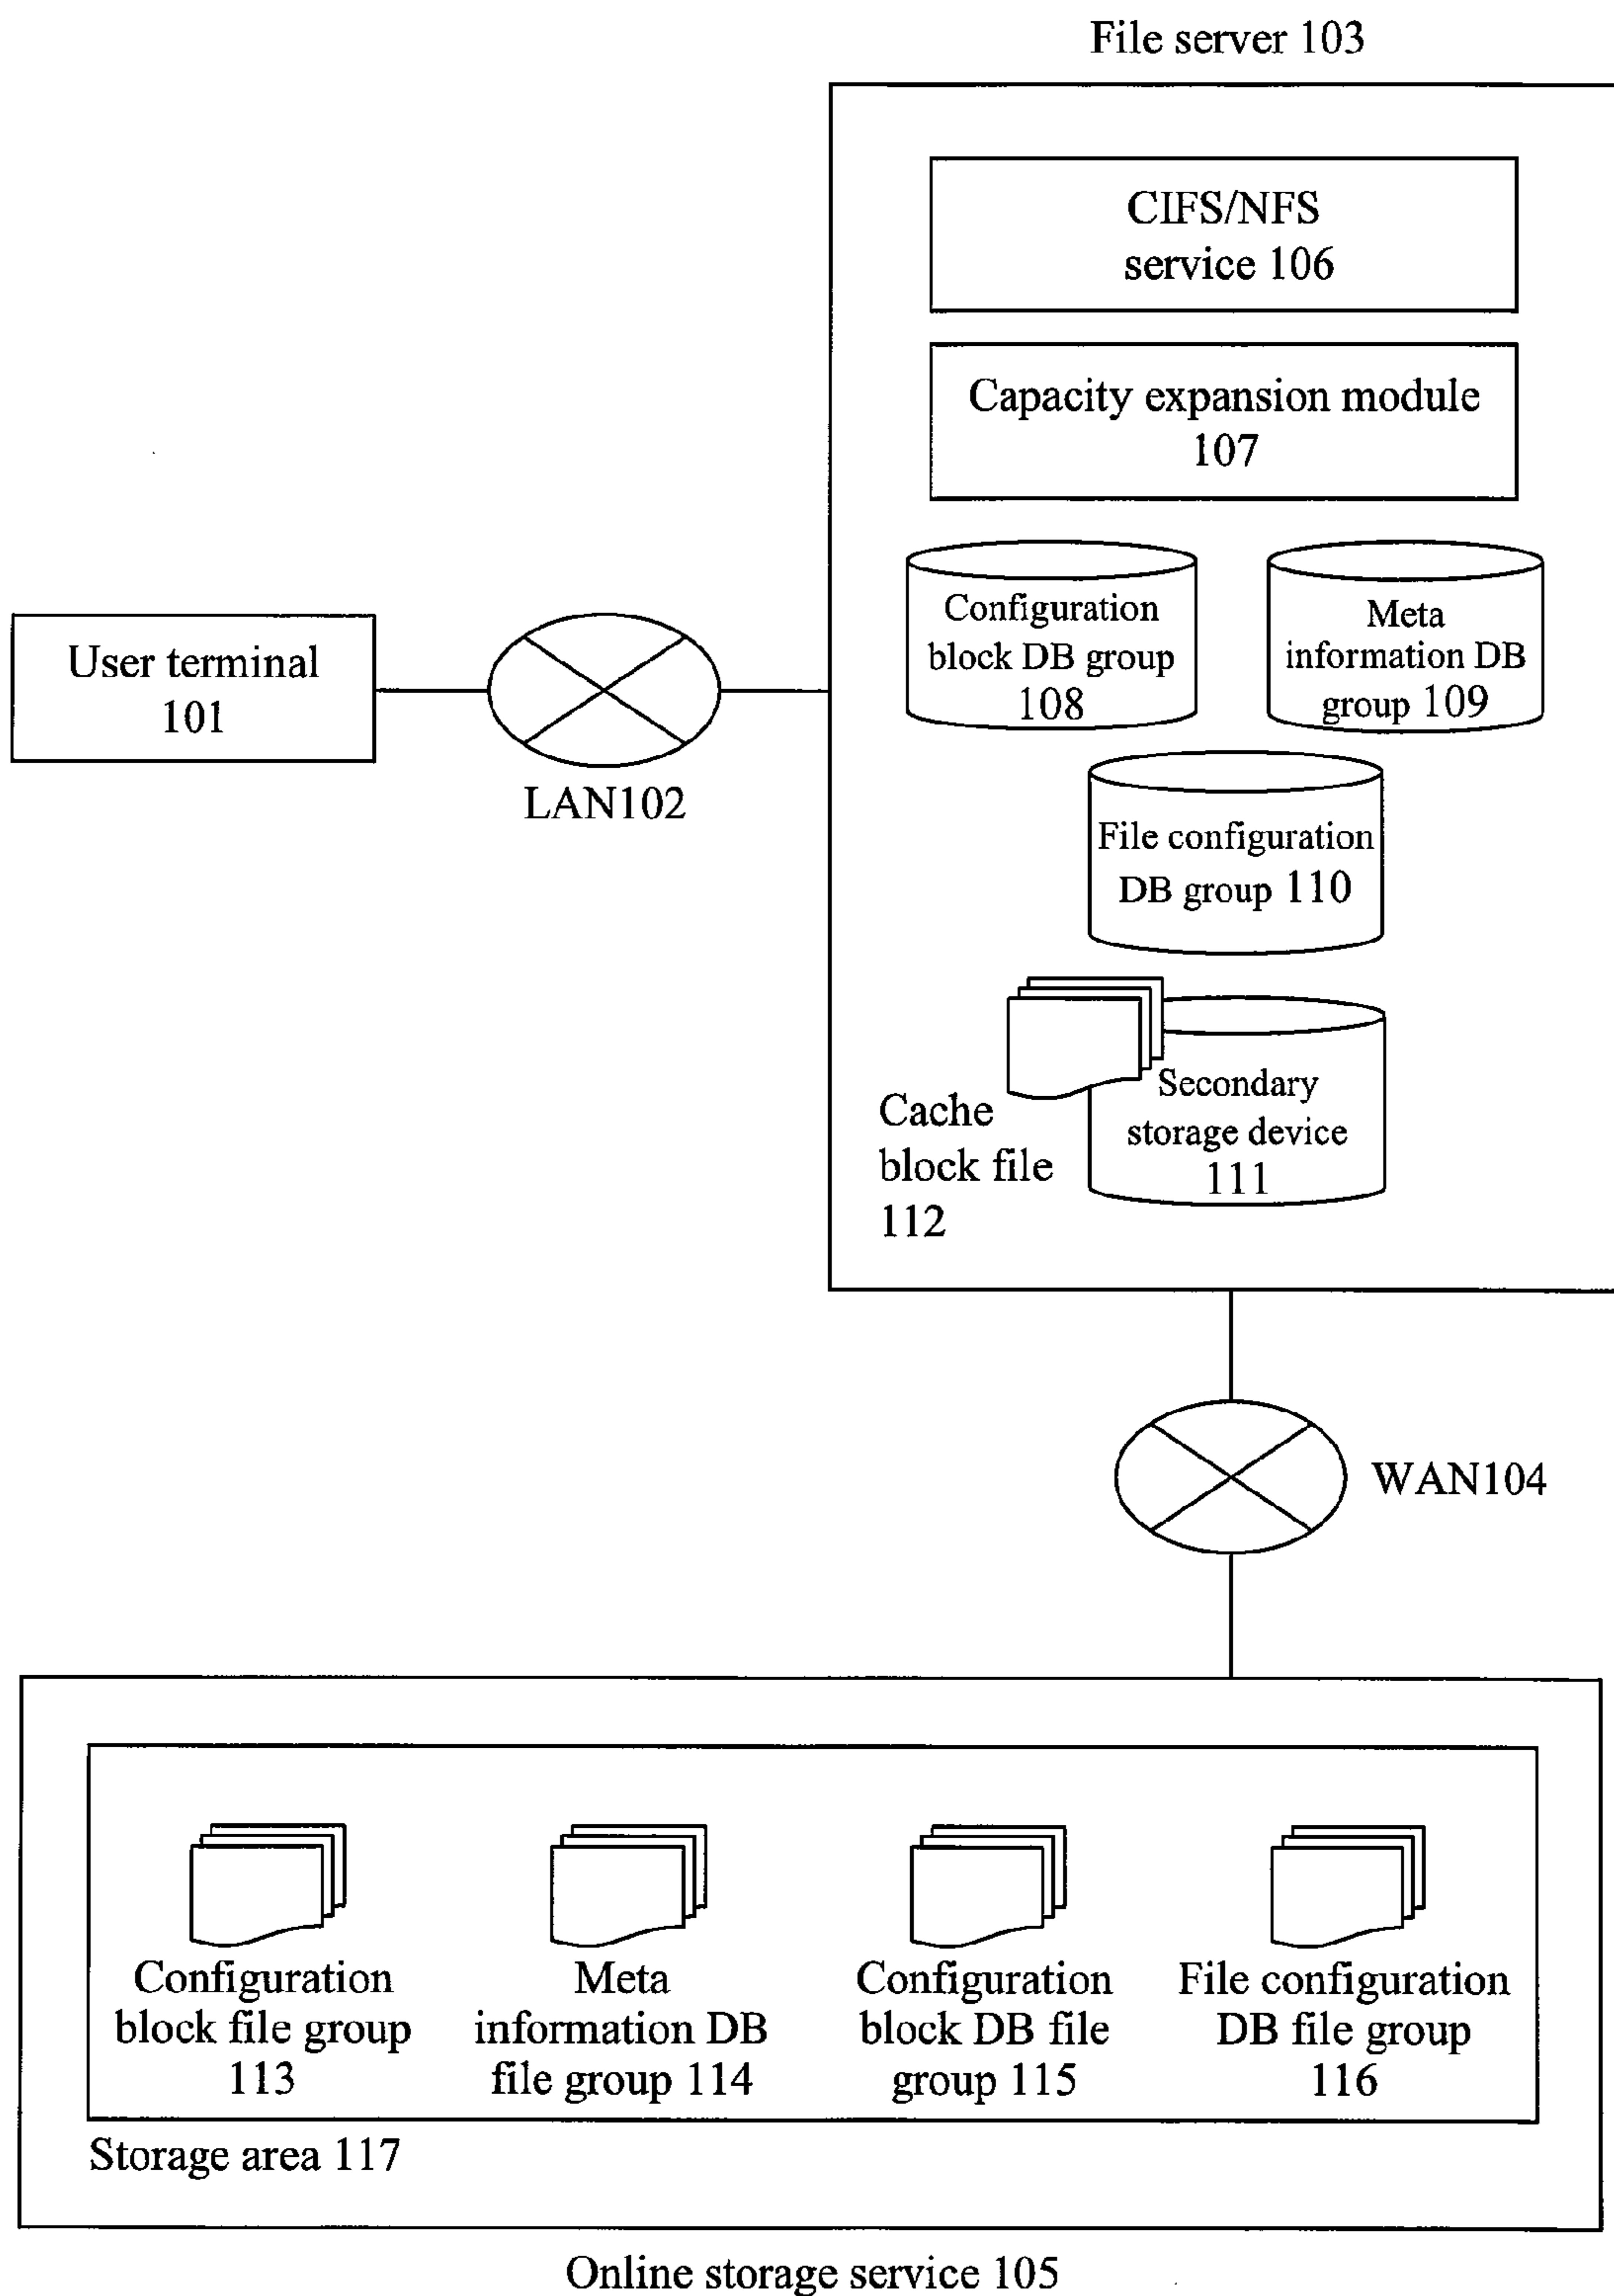 File server 103
CIFS/NFS
service 106
Capacity expansion module
107
Configuration
block DB group
108
Meta
information DB
group 109
User terminal
101
LAN102
File configuration
DB group 110
Secondary
storage device
111
Cache
block file
112
WAN104
Configuration
block file group
113
Meta
information DB
file group 114
Configuration
block DB file
group 115
File configuration
DB file group
116
Storage area 117
Online storage service 105